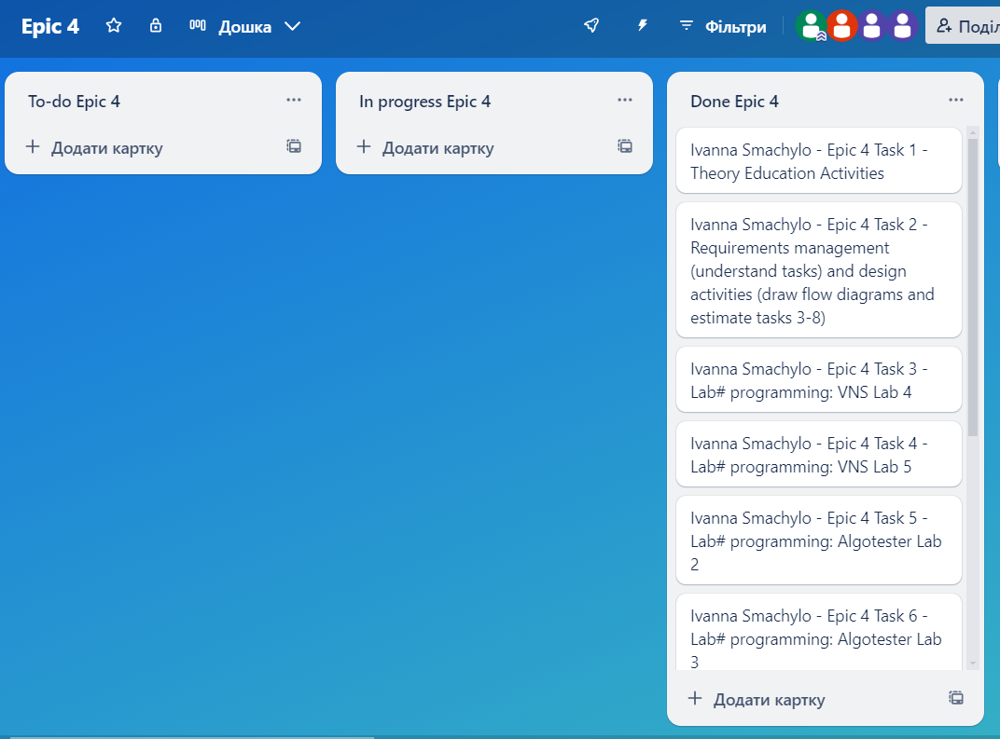 Epic 4
Дошка
Фільтри
Поділ
To-do Epic 4
Додати картку
In progress Epic 4
Додати картку
Done Epic 4
Ivanna Smachylo - Epic 4 Task 1 -
Theory Education Activities
Ivanna Smachylo - Epic 4 Task 2 -
Requirements management
(understand tasks) and design
activities (draw flow diagrams and
estimate tasks 3-8)
Ivanna Smachylo - Epic 4 Task 3 -
Lab# programming: VNS Lab 4
Ivanna Smachylo - Epic 4 Task 4 -
Lab# programming: VNS Lab 5
Ivanna Smachylo - Epic 4 Task 5 -
Lab# programming: Algotester Lab
2
Ivanna Smachylo - Epic 4 Task 6 -
Lab# programming: Algotester Lab
3
Додати картку